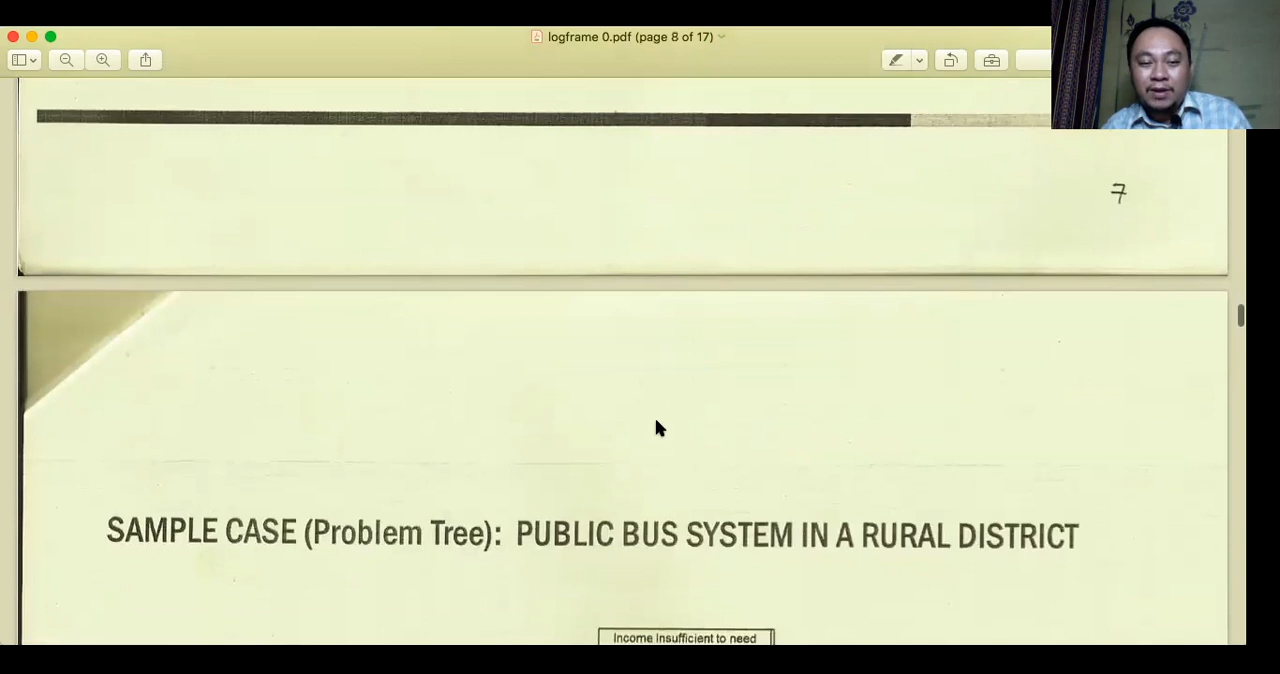 logframe 0.pdf (page 8 of 17)
7
SAMPLE CASE (Problem Tree): PUBLIC BUS SYSTEM IN A RURAL DISTRICT
Income Insufficient to need